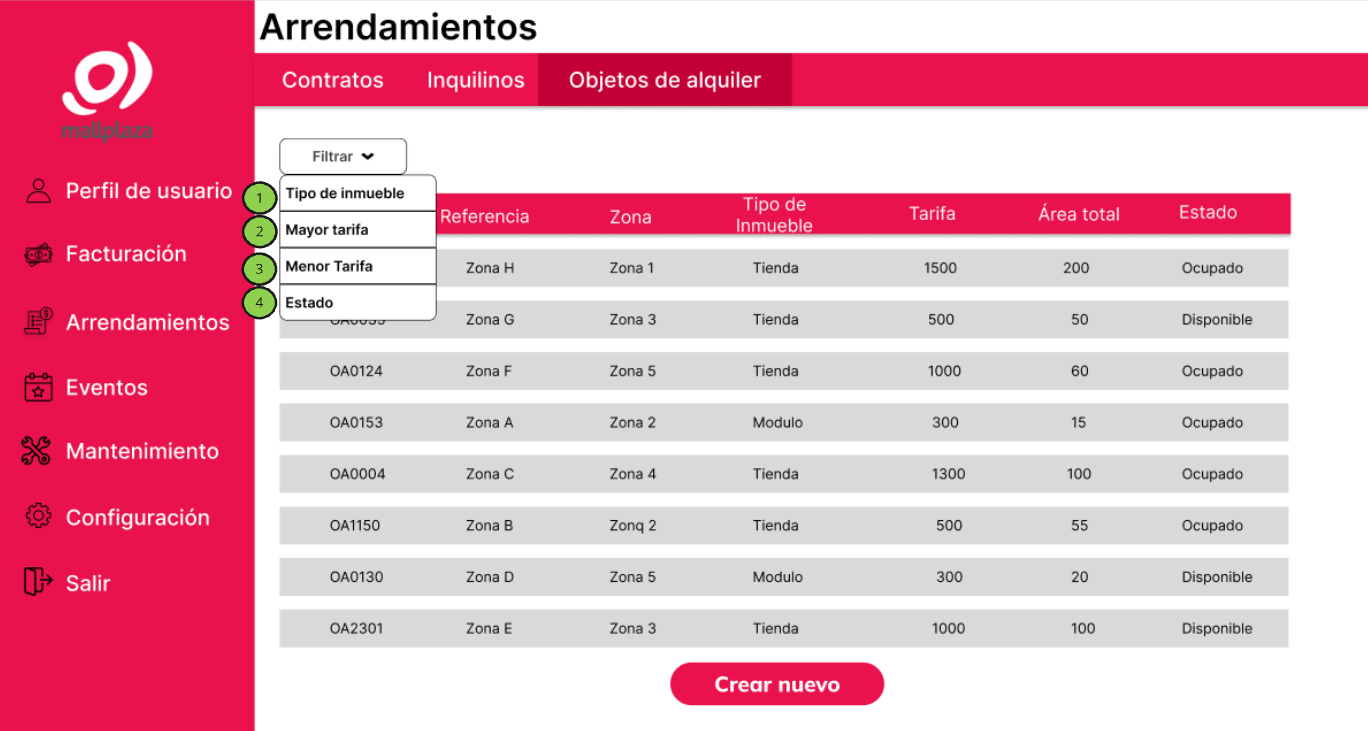 Arrendamientos
mallplaza
Contratos Inquilinos Objetos de alquiler
Filtrar
Perfil de usuario
Facturación
Arrendamientos
Eventos
Mantenimiento
Configuración
Salir
1 Tipo de inmueble
2 Mayor tarifa
3 Menor Tarifa
4 Estado
Referencia Zona Tipo de Inmueble Tarifa Área total Estado
Zona H Zona 1 Tienda 1500 200 Ocupado
Zona G Zona 3 Tienda 500 50 Disponible
OA0124 Zona F Zona 5 Tienda 1000 60 Ocupado
OA0153 Zona A Zona 2 Modulo 300 15 Ocupado
OA0004 Zona C Zona 4 Tienda 1300 100 Ocupado
OA1150 Zona B Zonq 2 Tienda 500 55 Ocupado
OA0130 Zona D Zona 5 Modulo 300 20 Disponible
OA2301 Zona E Zona 3 Tienda 1000 100 Disponible
Crear nuevo